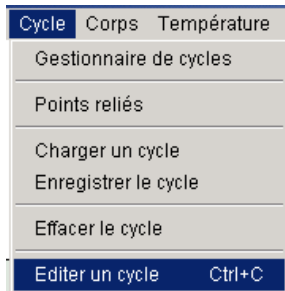 Cycle Corps Température
Gestionnaire de cycles
Points reliés
Charger un cycle
Enregistrer le cycle
Effacer le cycle
Editer un cycle Ctrl+C